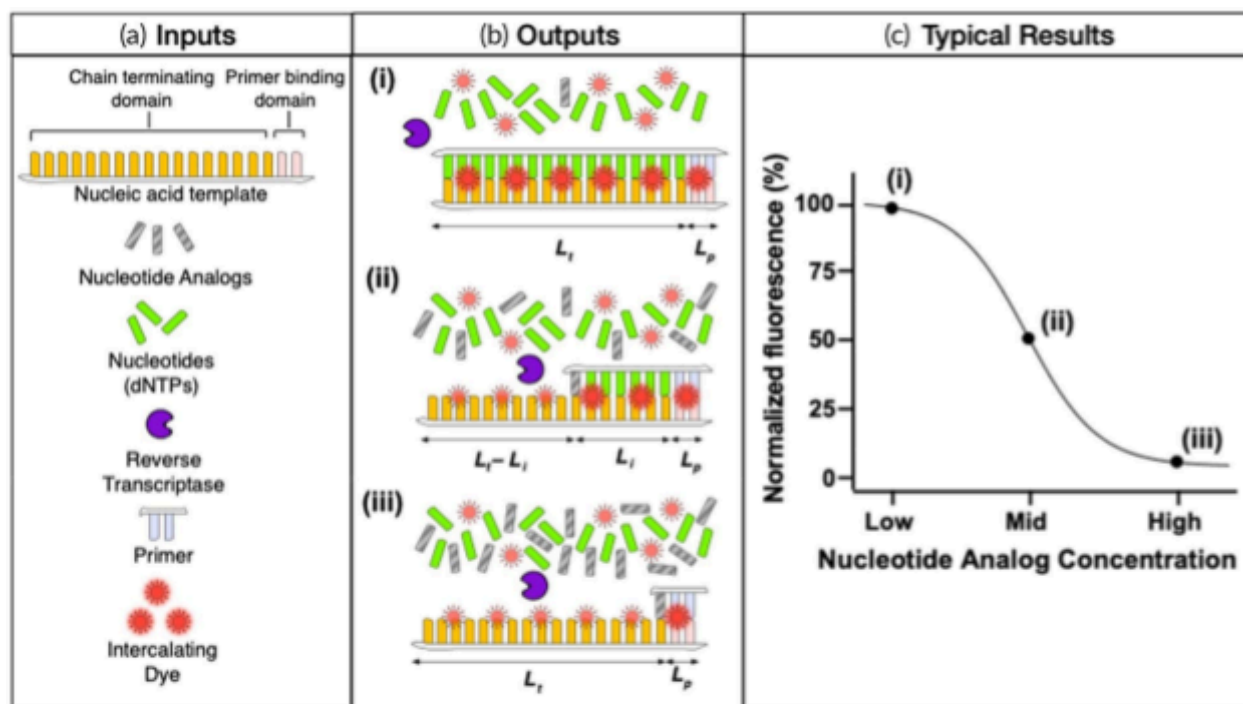 (a) Inputs
Chain terminating
domain
Primer binding
domain
Nucleic acid template
Nucleotide Analogs
Nucleotides
(dNTPs)
Reverse
Transcriptase
Primer
Intercalating
Dye
(b) Outputs
(i)
Lt
Lp
(ii)
Lt – Li
Li
Lp
(iii)
Lt
Lp
(c) Typical Results
Normalized fluorescence (%)
100
75
50
25
0
(i)
(ii)
(iii)
Low Mid High
Nucleotide Analog Concentration